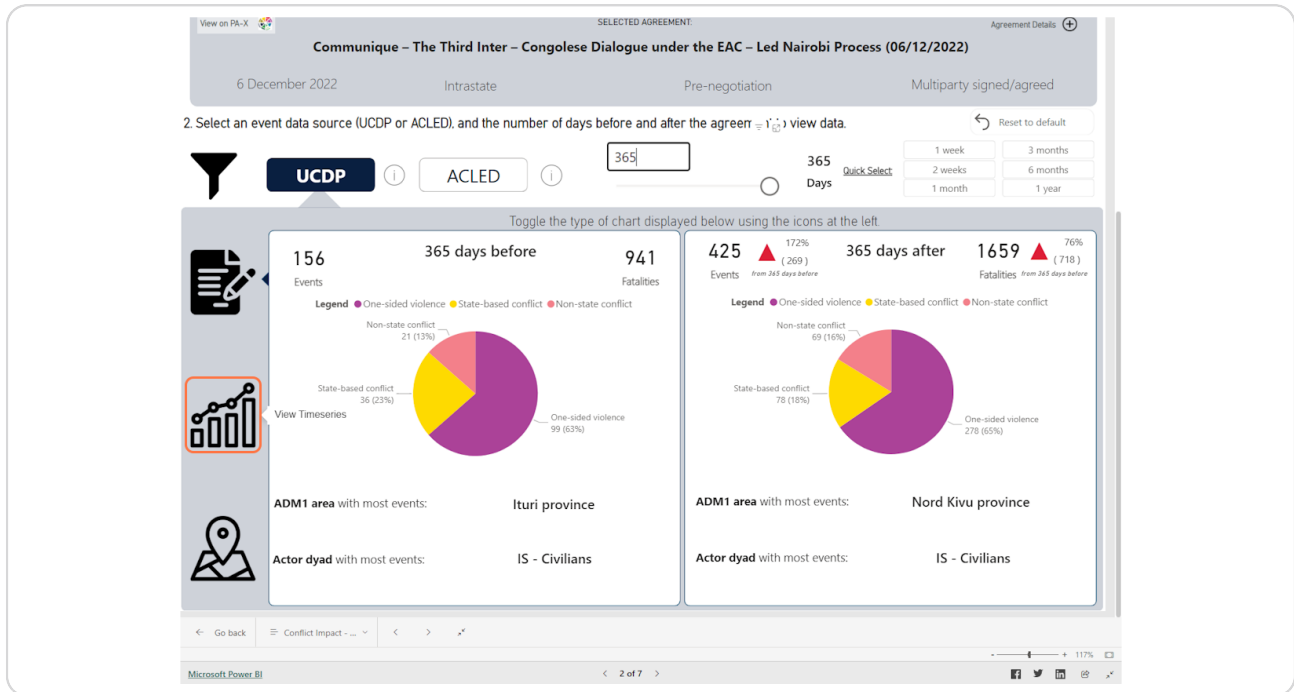 View on PA-X
SELECTED AGREEMENT:
Agreement Details
Communique – The Third Inter – Congolese Dialogue under the EAC – Led Nairobi Process (06/12/2022)
6 December 2022
Intrastate
Pre-negotiation
Multiparty signed/agreed
2. Select an event data source (UCDP or ACLED), and the number of days before and after the agreem view data.
Reset to default
UCDP
ACLED
365
365
Days
Quick Select
1 week
3 months
2 weeks
6 months
1 month
1 year
Toggle the type of chart displayed below using the icons at the left.
156
Events
365 days before
941
Fatalities
Legend One-sided violence State-based conflict Non-state conflict
Non-state conflict
21 (13%)
State-based conflict
36 (23%)
One-sided violence
99 (63%)
View Timeseries
ADM1 area with most events:
Ituri province
Actor dyad with most events:
IS - Civilians
425
Events
172%
(269)
from 365 days before
365 days after
1659
Fatalities
76%
(718)
from 365 days before
Legend One-sided violence State-based conflict Non-state conflict
Non-state conflict
69 (16%)
State-based conflict
78 (18%)
One-sided violence
278 (65%)
ADM1 area with most events:
Nord Kivu province
Actor dyad with most events:
IS - Civilians
Go back
Conflict Impact - ...
- + 117%
Microsoft Power BI
2 of 7